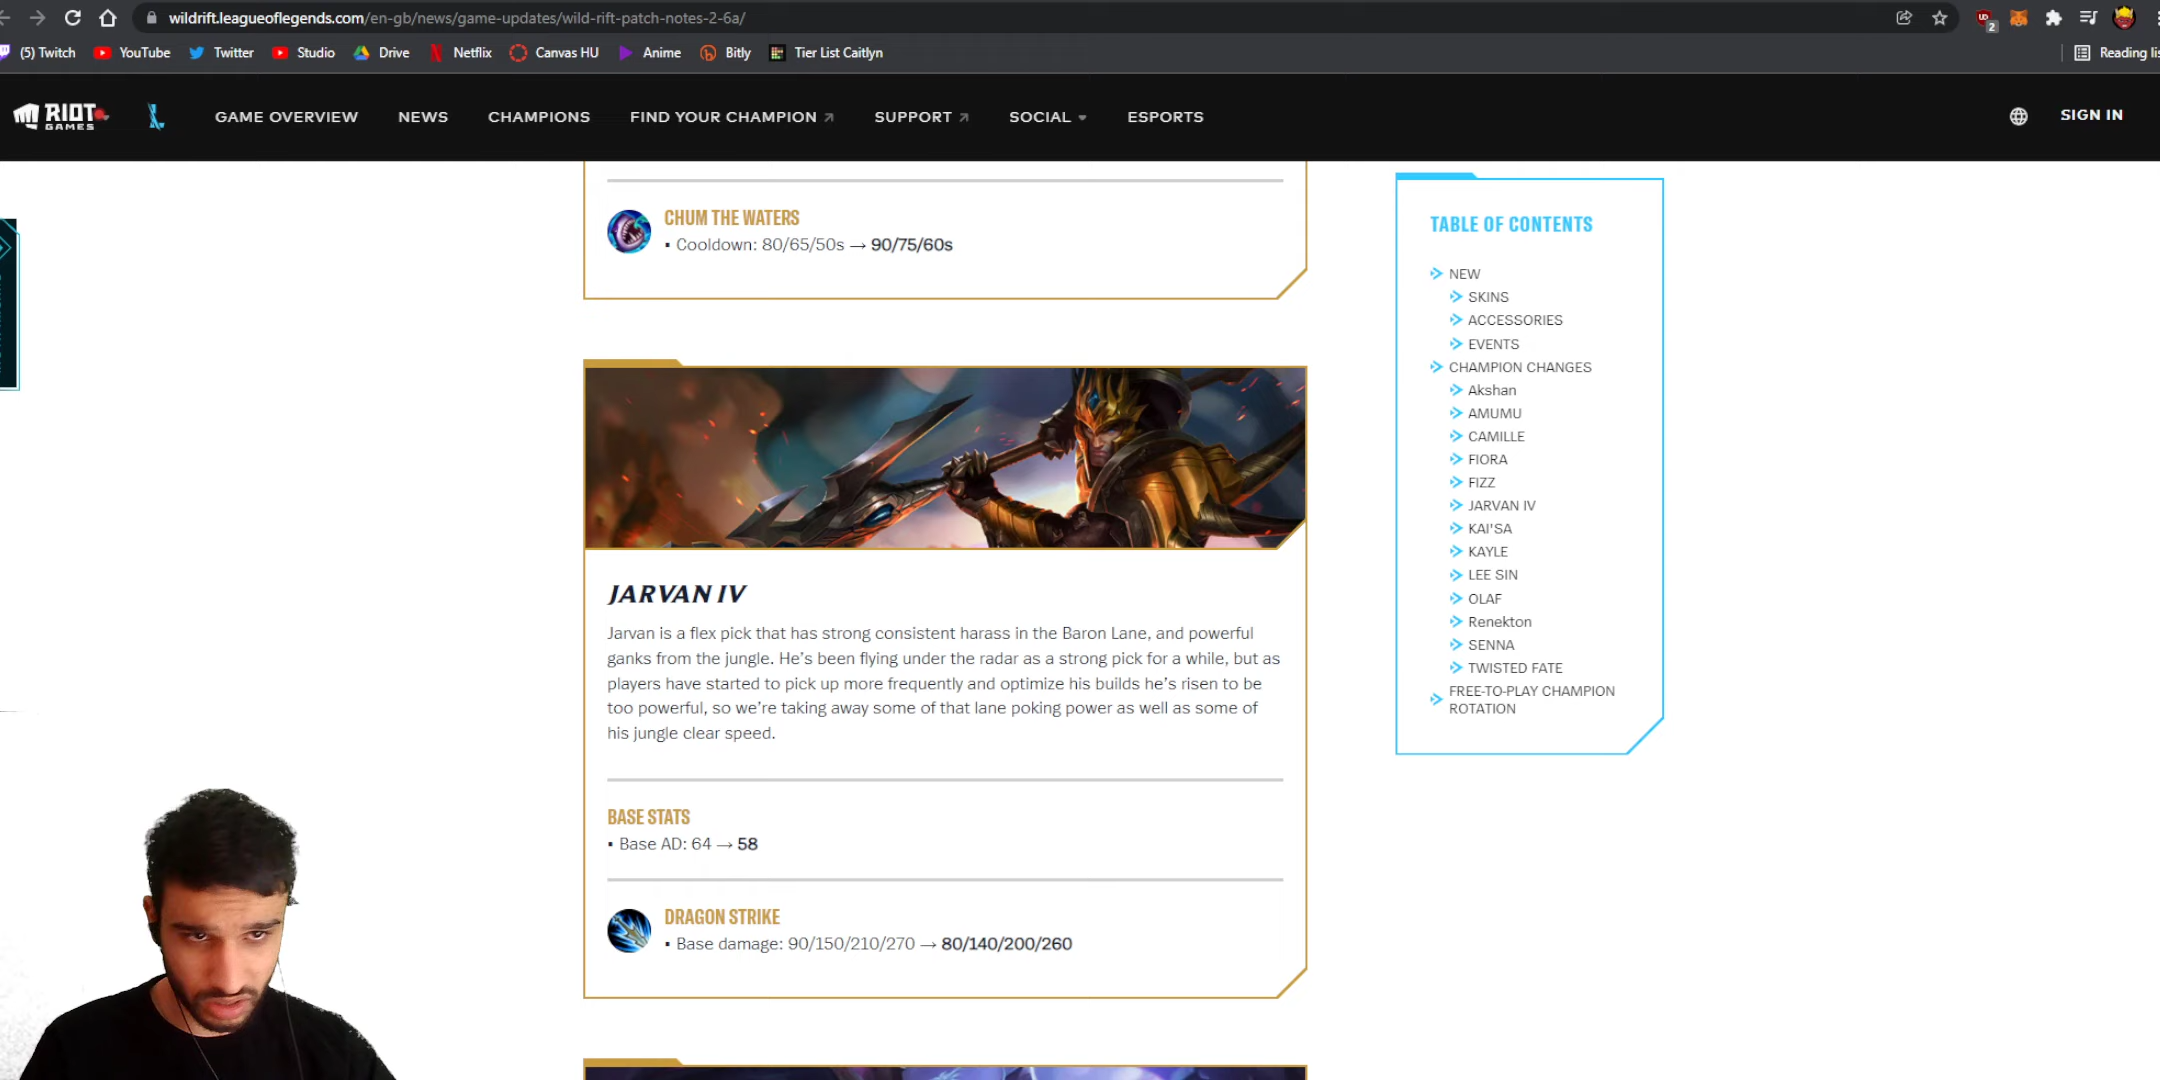 wildrift.leagueoflegends.com/en-gb/news/game-updates/wild-rift-patch-notes-2-6a/
2
(5) Twitch YouTube Twitter Studio Drive Netflix Canvas HU Anime Bitly Tier List Caitlyn Reading lis
RIOT GAMES GAME OVERVIEW NEWS CHAMPIONS FIND YOUR CHAMPION SUPPORT SOCIAL ESPORTS SIGN IN
CHUM THE WATERS
▪ Cooldown: 80/65/50s → 90/75/60s
JARVAN IV
Jarvan is a flex pick that has strong consistent harass in the Baron Lane, and powerful
ganks from the jungle. He’s been flying under the radar as a strong pick for a while, but as
players have started to pick up more frequently and optimize his builds he’s risen to be
too powerful, so we’re taking away some of that lane poking power as well as some of
his jungle clear speed.
BASE STATS
▪ Base AD: 64 → 58
DRAGON STRIKE
▪ Base damage: 90/150/210/270 → 80/140/200/260
TABLE OF CONTENTS
NEW
SKINS
ACCESSORIES
EVENTS
CHAMPION CHANGES
Akshan
AMUMU
CAMILLE
FIORA
FIZZ
JARVAN IV
KAI'SA
KAYLE
LEE SIN
OLAF
Renekton
SENNA
TWISTED FATE
FREE-TO-PLAY CHAMPION
ROTATION